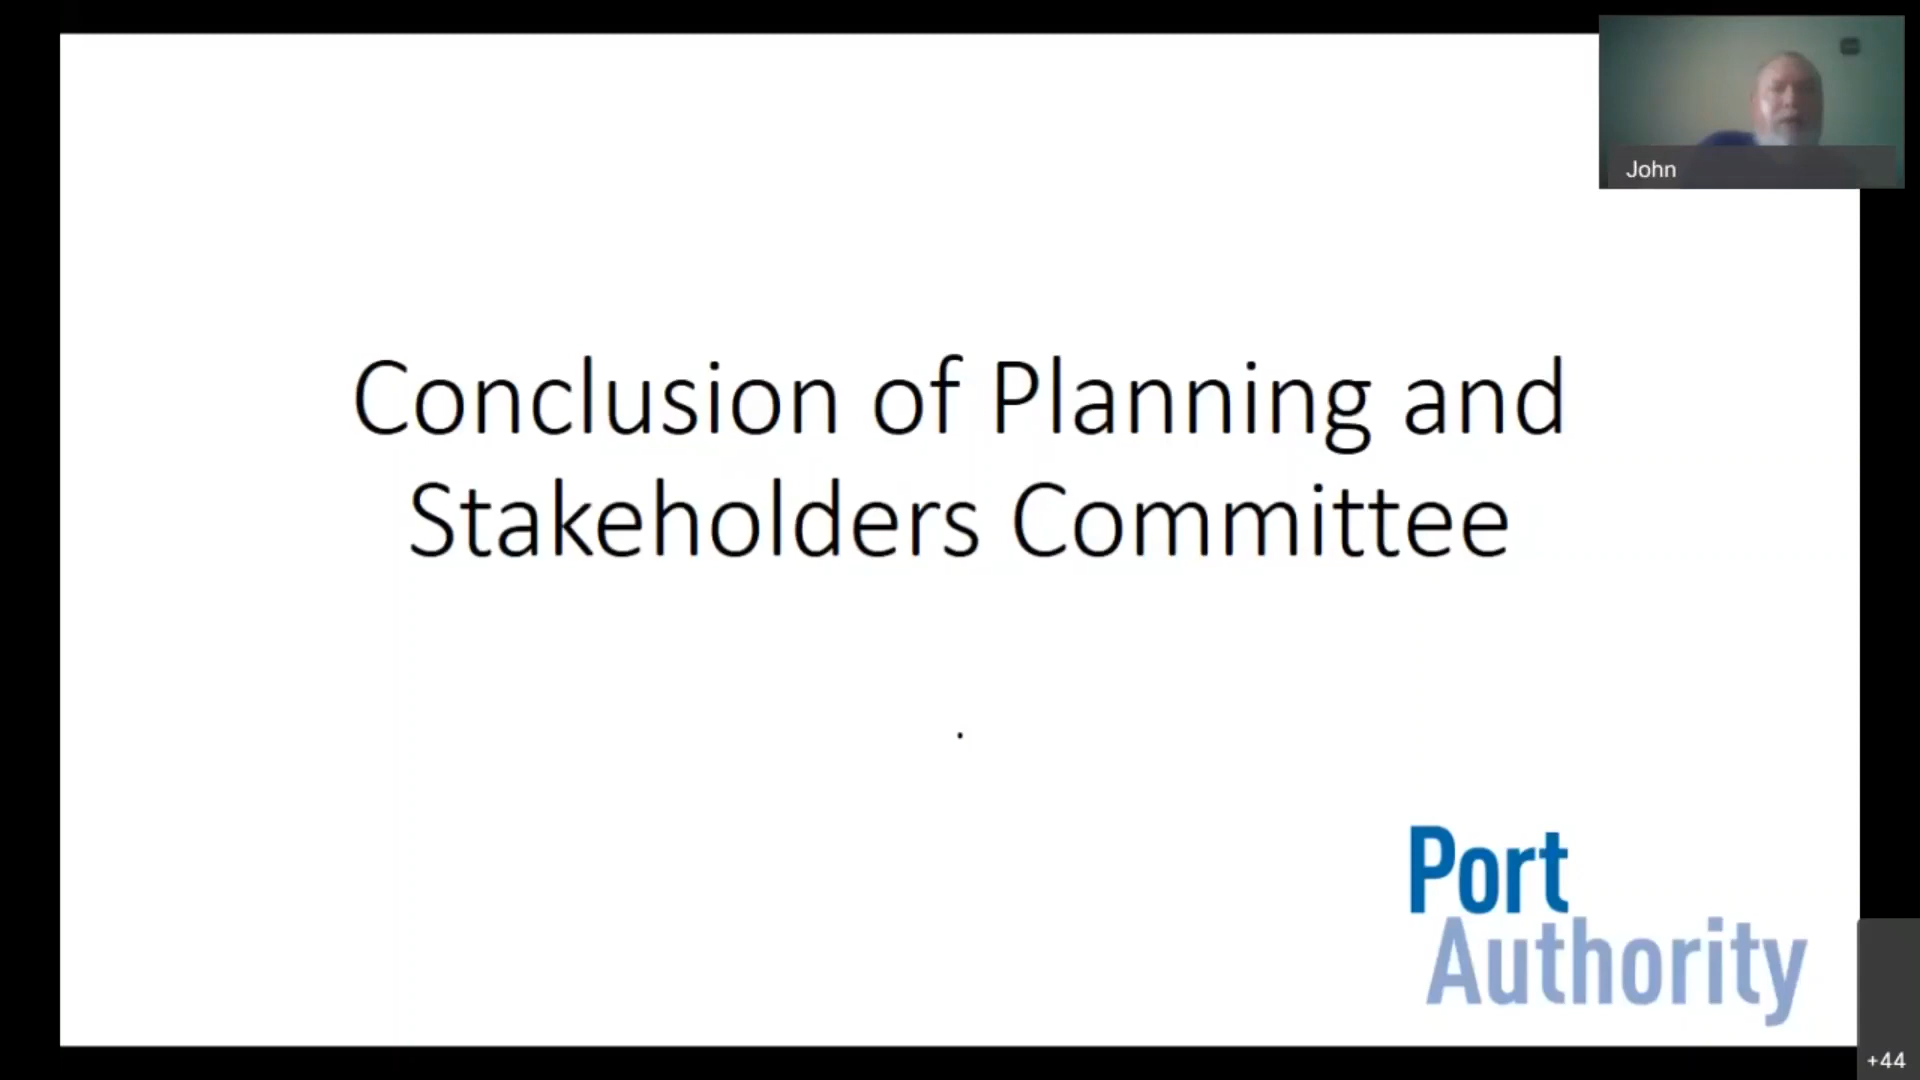 John
Conclusion of Planning and
Stakeholders Committee
.
Port
Authority
+44